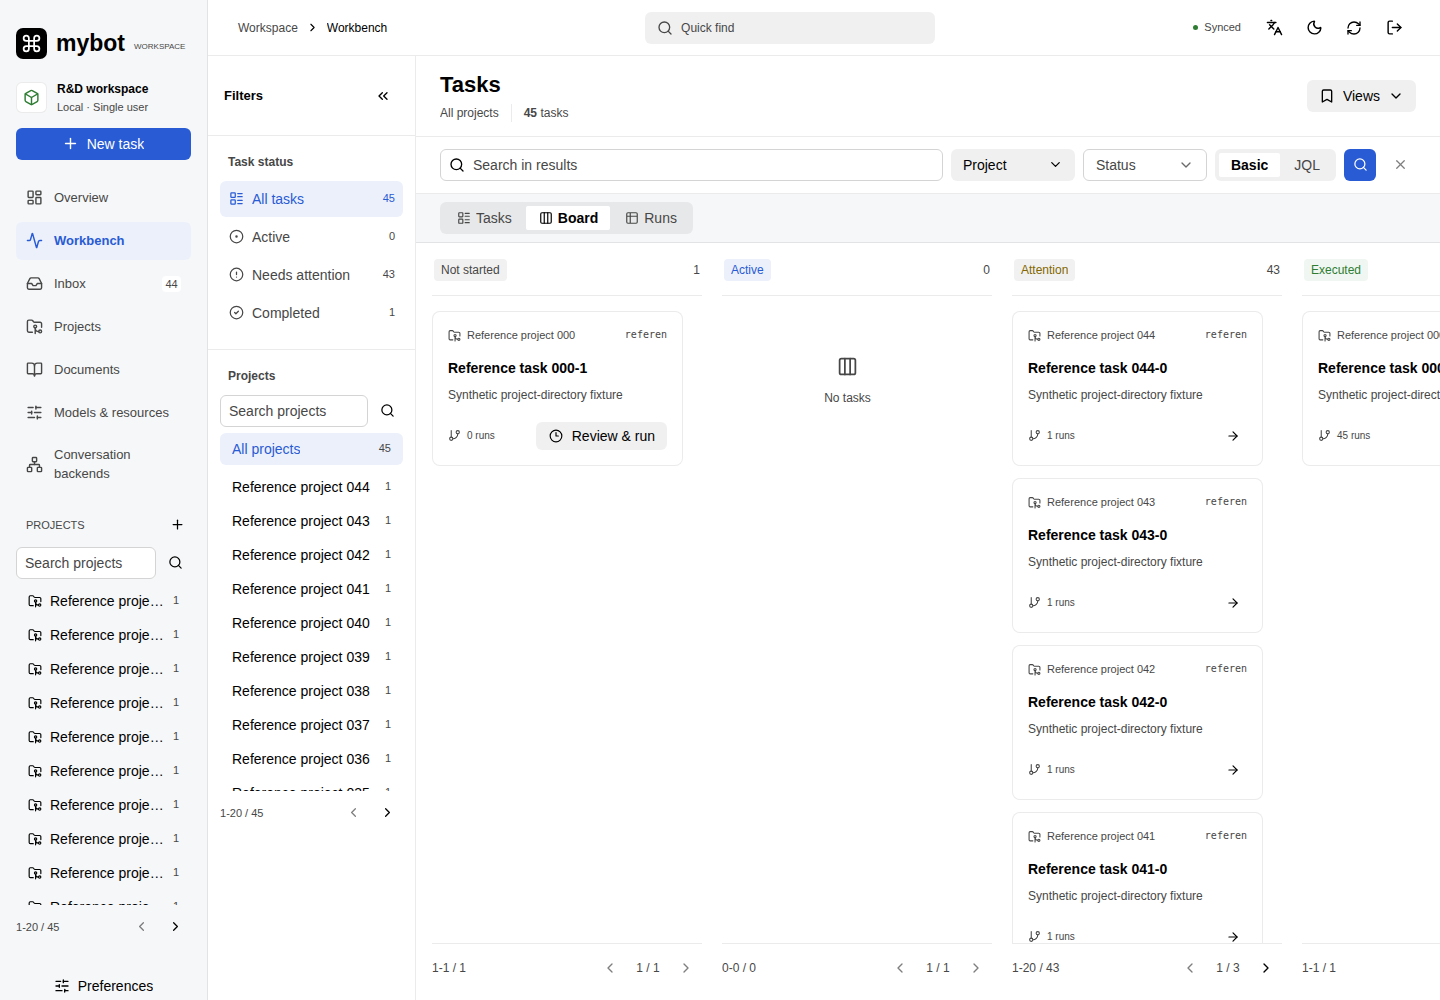 mybot WORKSPACE
R&D workspace
Local · Single user
New task
Overview
Workbench
Inbox 44
Projects
Documents
Models & resources
Conversation
backends
PROJECTS
Search projects
Reference proje… 1
Reference proje… 1
Reference proje… 1
Reference proje… 1
Reference proje… 1
Reference proje… 1
Reference proje… 1
Reference proje… 1
Reference proje… 1
1-20 / 45
Preferences
Workspace Workbench
Quick find
Synced
Filters
Task status
All tasks 45
Active 0
Needs attention 43
Completed 1
Projects
Search projects
All projects 45
Reference project 044 1
Reference project 043 1
Reference project 042 1
Reference project 041 1
Reference project 040 1
Reference project 039 1
Reference project 038 1
Reference project 037 1
Reference project 036 1
1-20 / 45
Tasks
All projects 45 tasks
Views
Search in results
Project
Status
Basic JQL
Tasks Board Runs
Not started 1
Reference project 000 referen
Reference task 000-1
Synthetic project-directory fixture
0 runs Review & run
1-1 / 1 1 / 1
Active 0
No tasks
0-0 / 0 1 / 1
Attention 43
Reference project 044 referen
Reference task 044-0
Synthetic project-directory fixture
1 runs
Reference project 043 referen
Reference task 043-0
Synthetic project-directory fixture
1 runs
Reference project 042 referen
Reference task 042-0
Synthetic project-directory fixture
1 runs
Reference project 041 referen
Reference task 041-0
Synthetic project-directory fixture
1 runs
1-20 / 43 1 / 3
Executed
Reference project 00
Reference task 000
Synthetic project-direct
45 runs
1-1 / 1